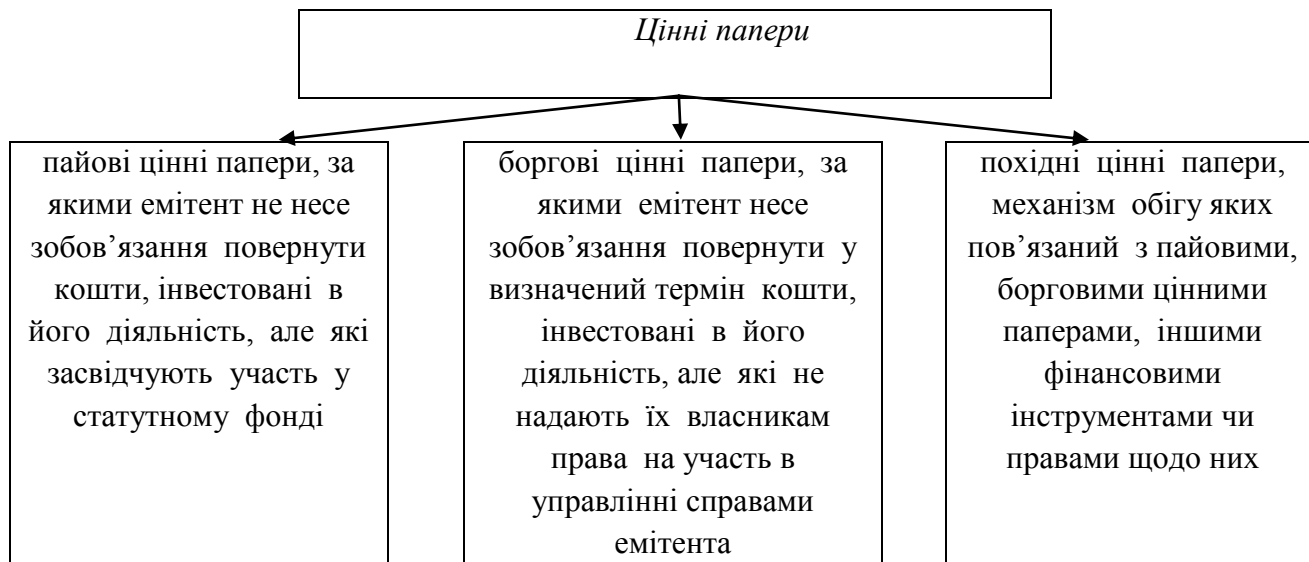 Цінні папери
пайові цінні папери, за
якими емітент не несе
зобов’язання повернути
кошти, інвестовані в
його діяльність, але які
засвідчують участь у
статутному фонді
боргові цінні папери, за
якими емітент несе
зобов’язання повернути у
визначений термін кошти,
інвестовані в його
діяльність, але які не
надають їх власникам
права на участь в
управлінні справами
емітента
похідні цінні папери,
механізм обігу яких
пов’язаний з пайовими,
борговими цінними
паперами, іншими
фінансовими
інструментами чи
правами щодо них